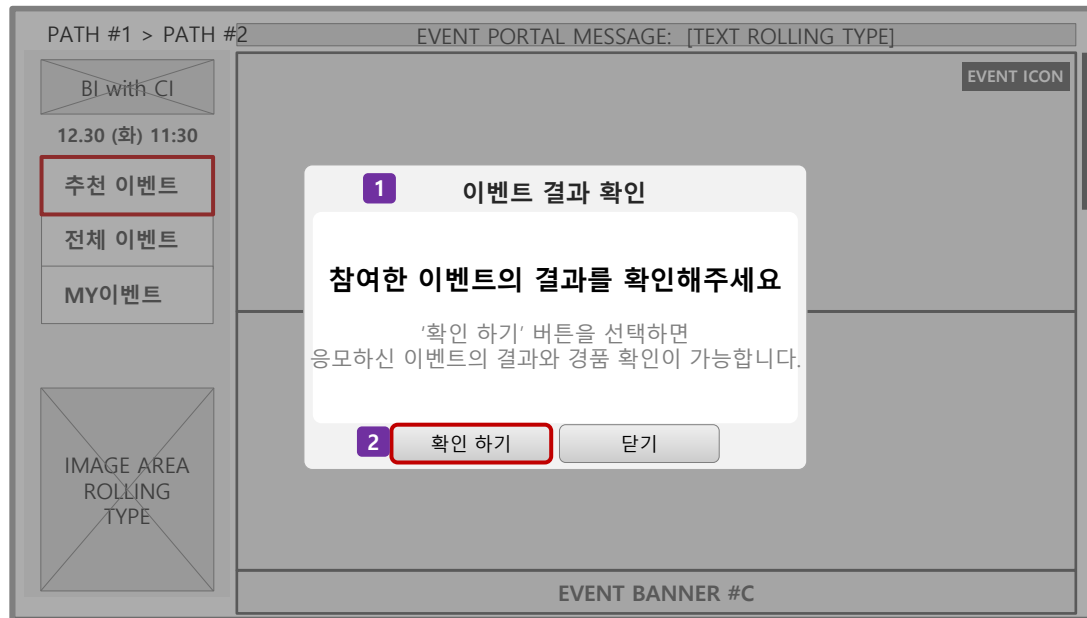 PATH #1 > PATH #2
EVENT PORTAL MESSAGE: [TEXT ROLLING TYPE]
BI with CI
EVENT ICON
12.30 (화) 11:30
추천 이벤트
전체 이벤트
MY이벤트
1
이벤트 결과 확인
참여한 이벤트의 결과를 확인해주세요
‘확인 하기’ 버튼을 선택하면
응모하신 이벤트의 결과와 경품 확인이 가능합니다.
2
확인 하기
닫기
IMAGE AREA
ROLLING
TYPE
EVENT BANNER #C